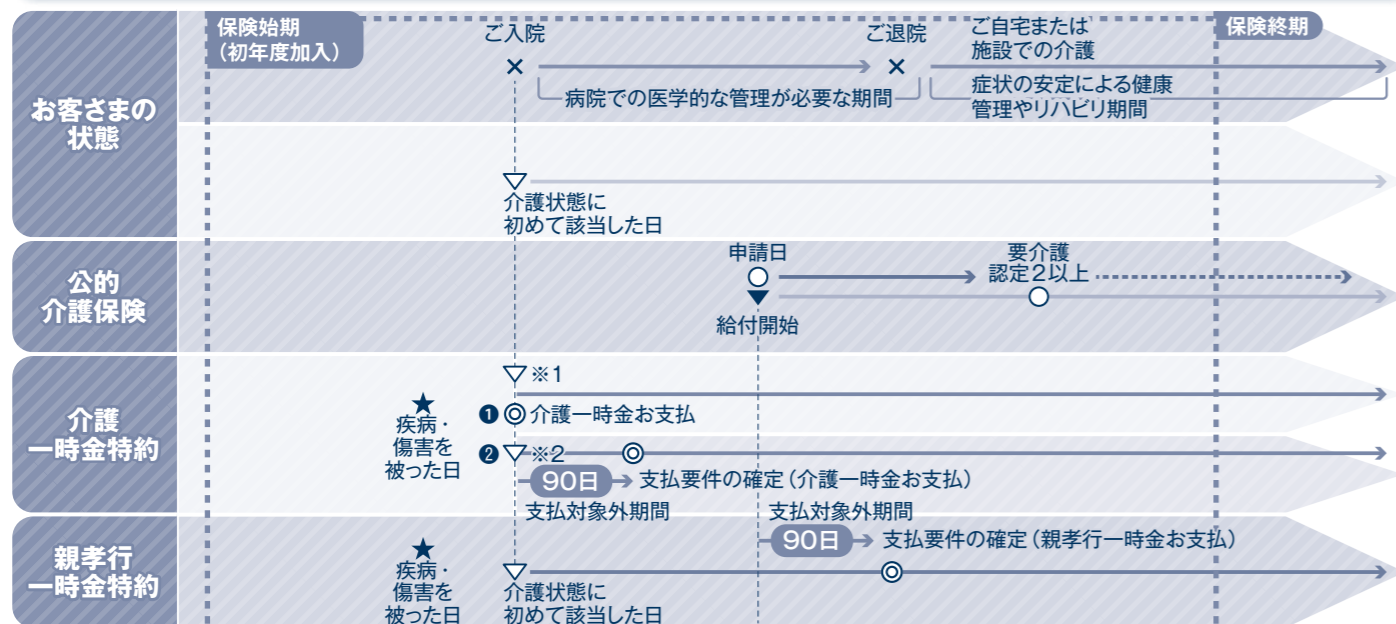 保険始期
(初年度加入)
ご入院
ご退院
ご自宅または
施設での介護
保険終期
お客さまの
状態
病院での医学的な管理が必要な期間
症状の安定による健康
管理やリハビリ期間
介護状態に
初めて該当した日
公的
介護保険
申請日
要介護
認定2以上
給付開始
介護
一時金特約
※1
疾病・
傷害を
被った日
❶ 介護一時金お支払
❷ ※2
90日 支払要件の確定(介護一時金お支払)
支払対象外期間
支払対象外期間
90日 支払要件の確定(親孝行一時金お支払)
親孝行
一時金特約
疾病・
傷害を
被った日
介護状態に
初めて該当した日